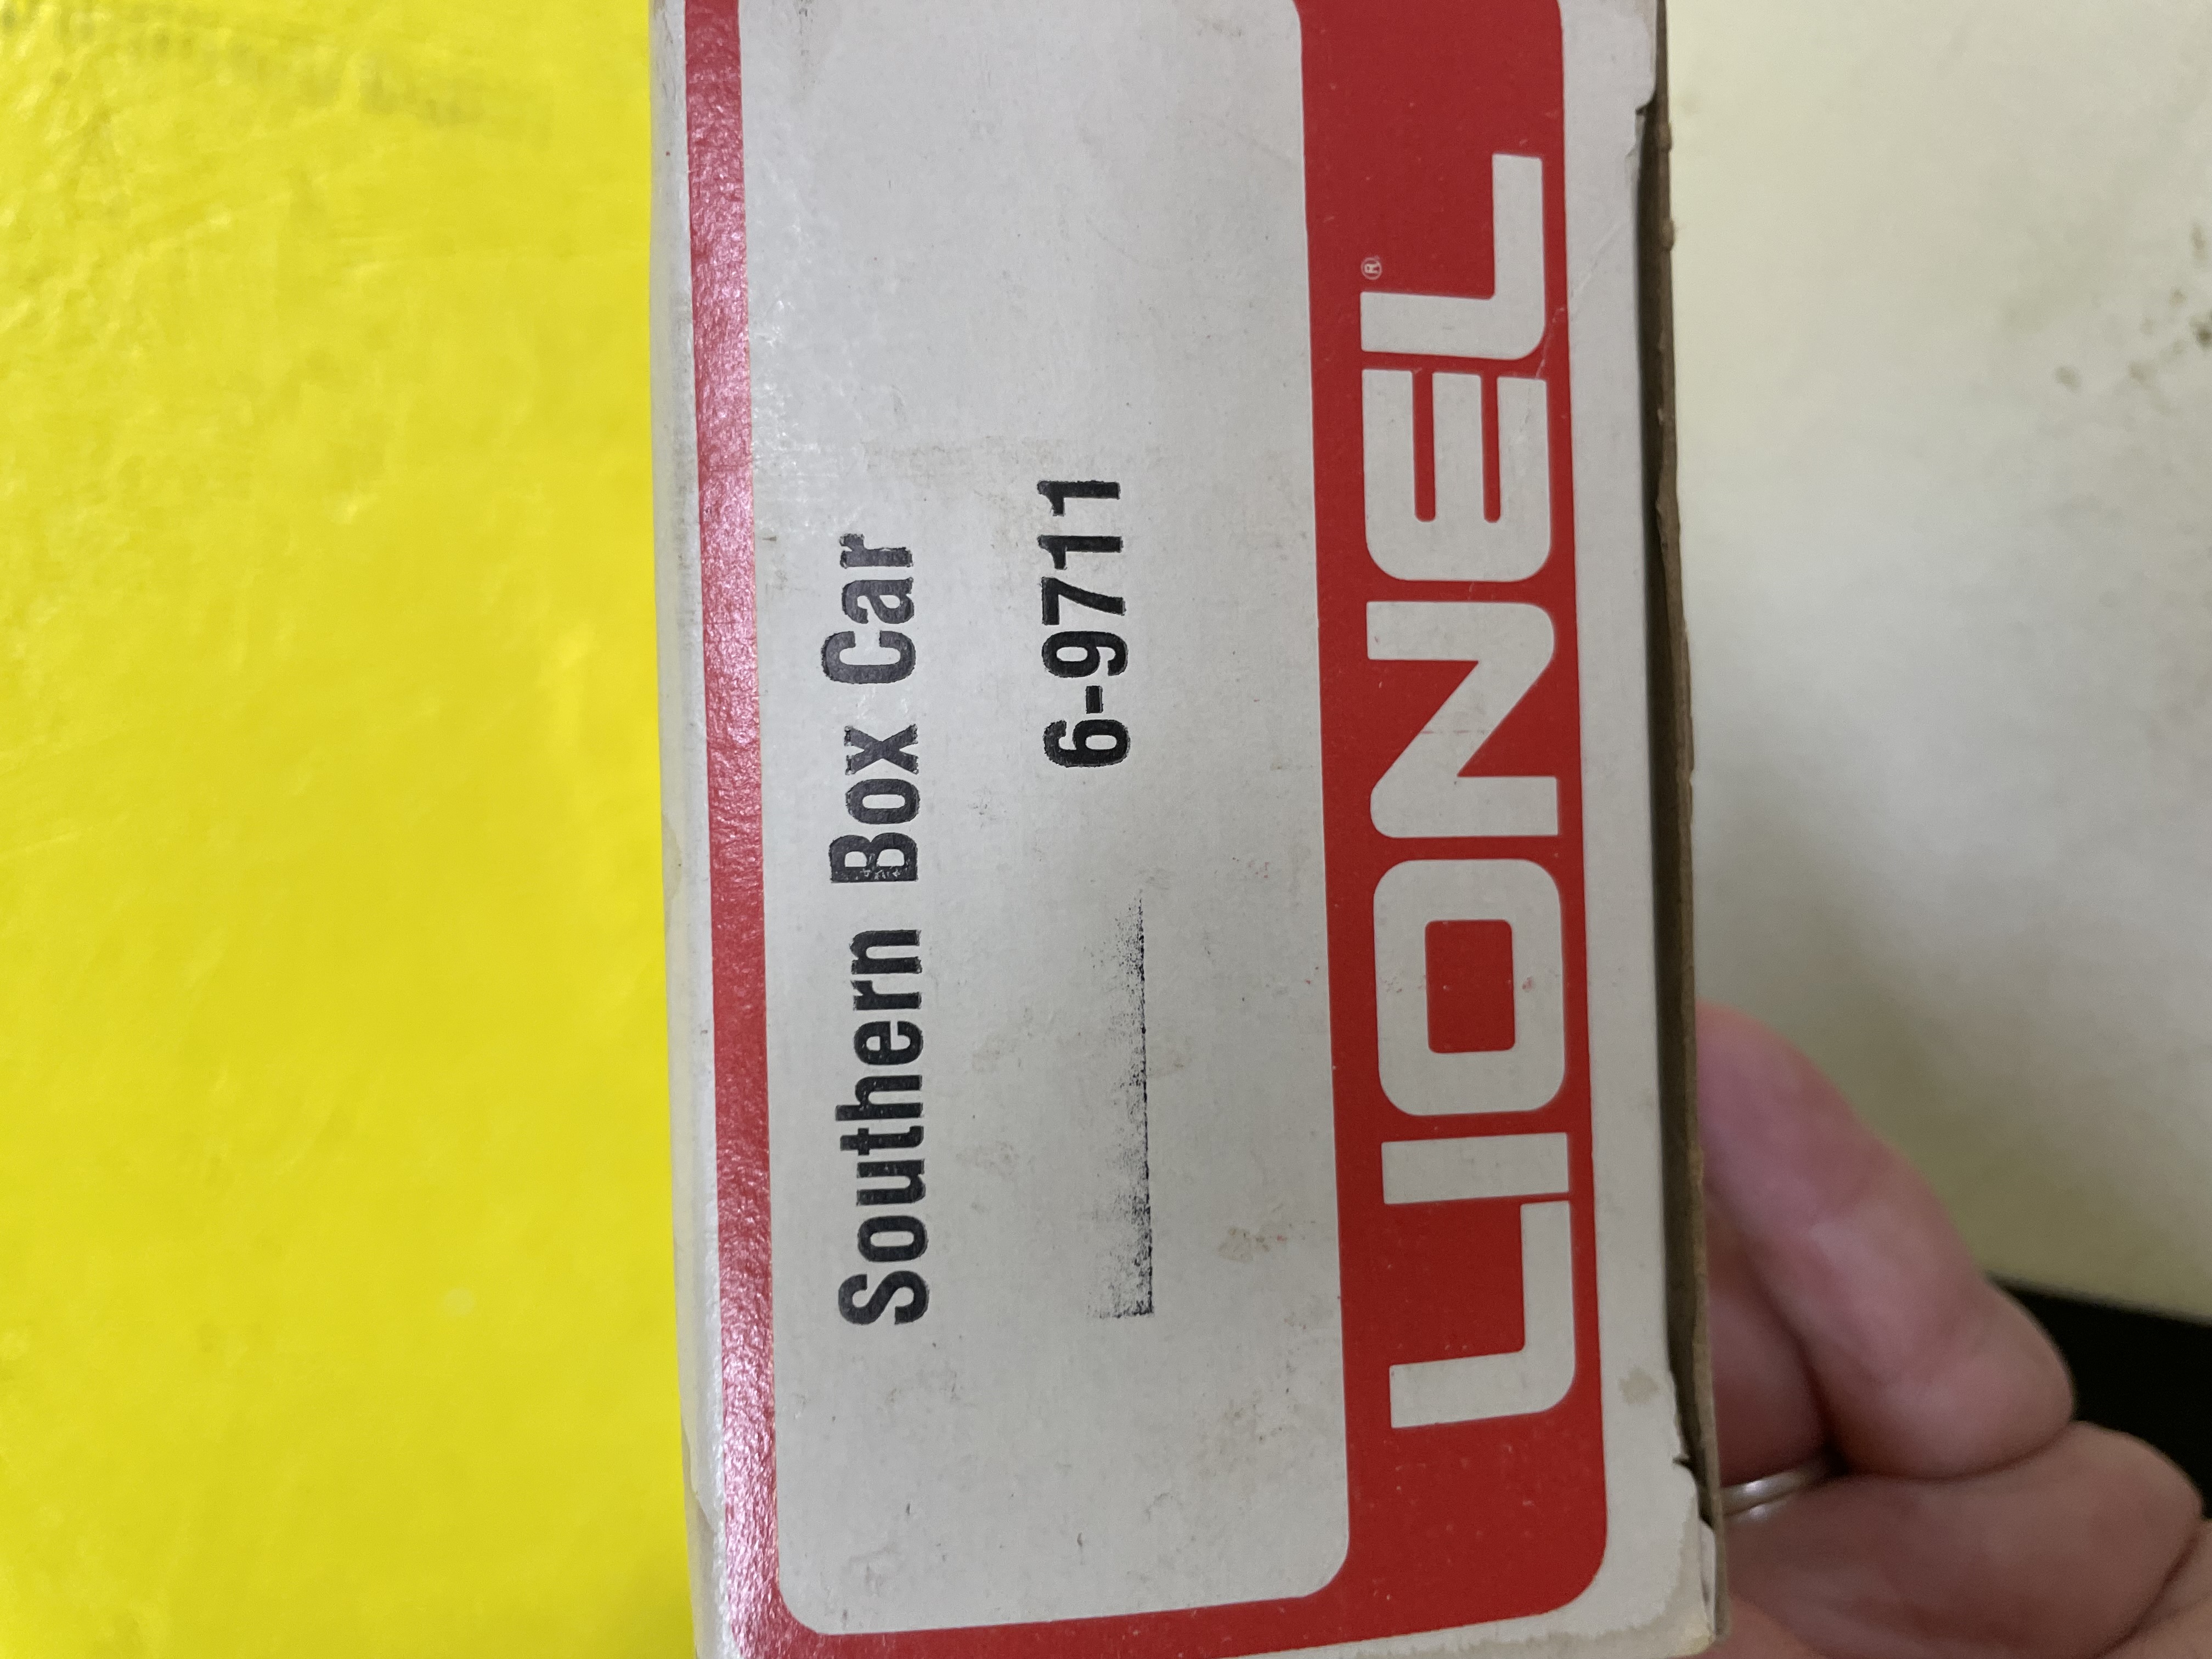 Southern Box Car
6-9711
LIONEL®